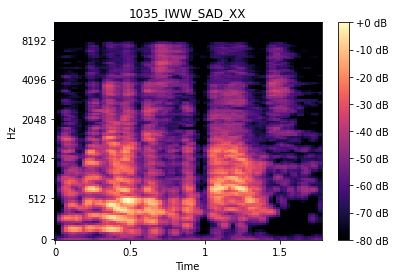 1035_IWW_SAD_XX
8192
4096
2048
1024
512
0
Hz
0
0.5
1
1.5
Time
+0 dB
-10 dB
-20 dB
-30 dB
-40 dB
-50 dB
-60 dB
-70 dB
-80 dB